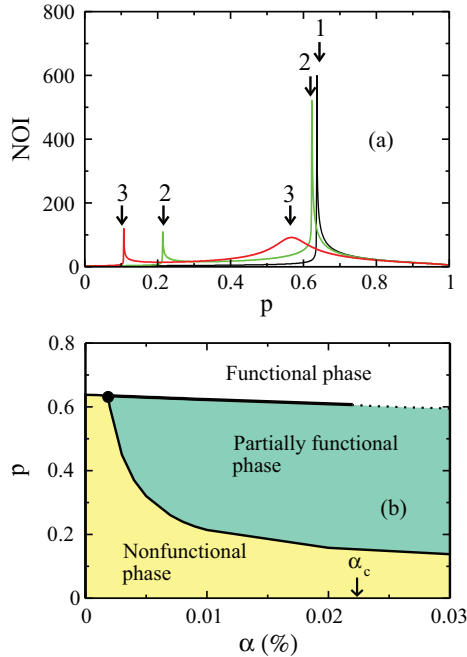 800
600
400
200
0
NOI
1
2
(a)
3
2
3
0
0.2
0.4
0.6
0.8
1
p
0.8
0.6
0.4
0.2
0
p
Functional phase
Partially functional
phase
(b)
Nonfunctional
phase
αc
0
0.01
0.02
0.03
α (%)